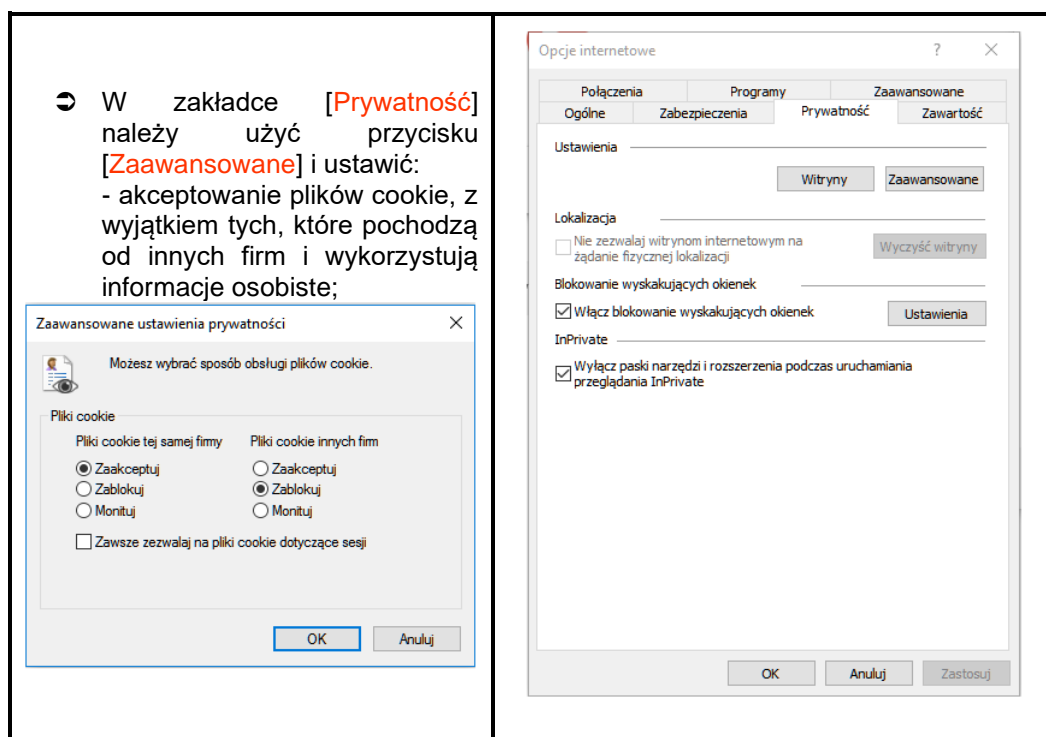 ➲ W zakładce [Prywatność]
należy użyć przycisku
[Zaawansowane] i ustawić:
- akceptowanie plików cookie, z
wyjątkiem tych, które pochodzą
od innych firm i wykorzystują
informacje osobiste;
Zaawansowane ustawienia prywatności
Możesz wybrać sposób obsługi plików cookie.
Pliki cookie
Pliki cookie tej samej firmy Pliki cookie innych firm
Zaakceptuj Zaakceptuj
Zablokuj Zablokuj
Monituj Monituj
Zawsze zezwalaj na pliki cookie dotyczące sesji
OK Anuluj
Opcje internetowe ?
Połączenia Programy Zaawansowane
Ogólne Zabezpieczenia Prywatność Zawartość
Ustawienia
Witryny Zaawansowane
Lokalizacja
Nie zezwalaj witrynom internetowym na
żądanie fizycznej lokalizacji
Wyczyść witryny
Blokowanie wyskakujących okienek
Włącz blokowanie wyskakujących okienek Ustawienia
InPrivate
Wyłącz paski narzędzi i rozszerzenia podczas uruchamiania
przeglądania InPrivate
OK Anuluj Zastosuj